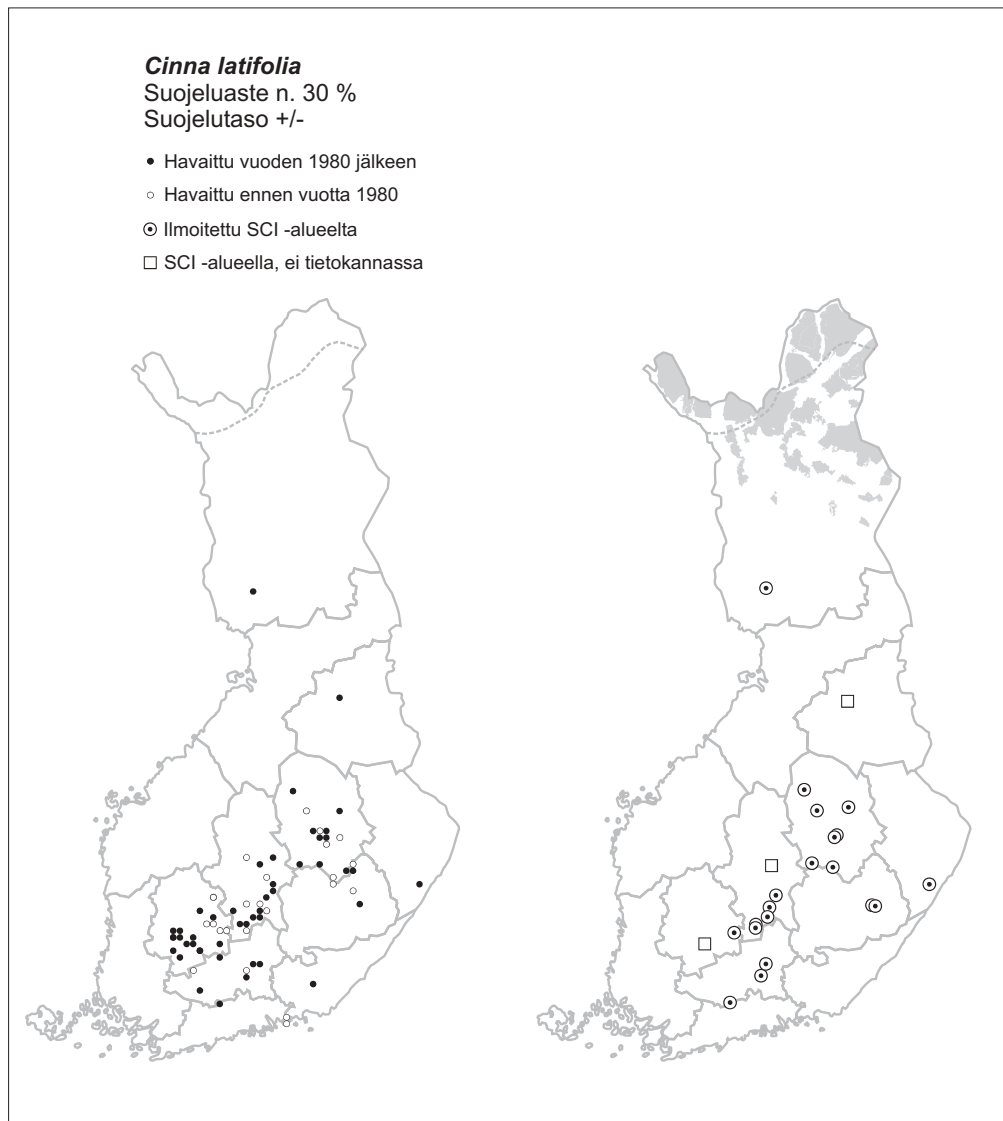 Cinna latifolia
Suojeluaste n. 30 %
Suojelutaso +/-
Havaittu vuoden 1980 jälkeen
Havaittu ennen vuotta 1980
Ilmoitettu SCI -alueelta
SCI -alueella, ei tietokannassa